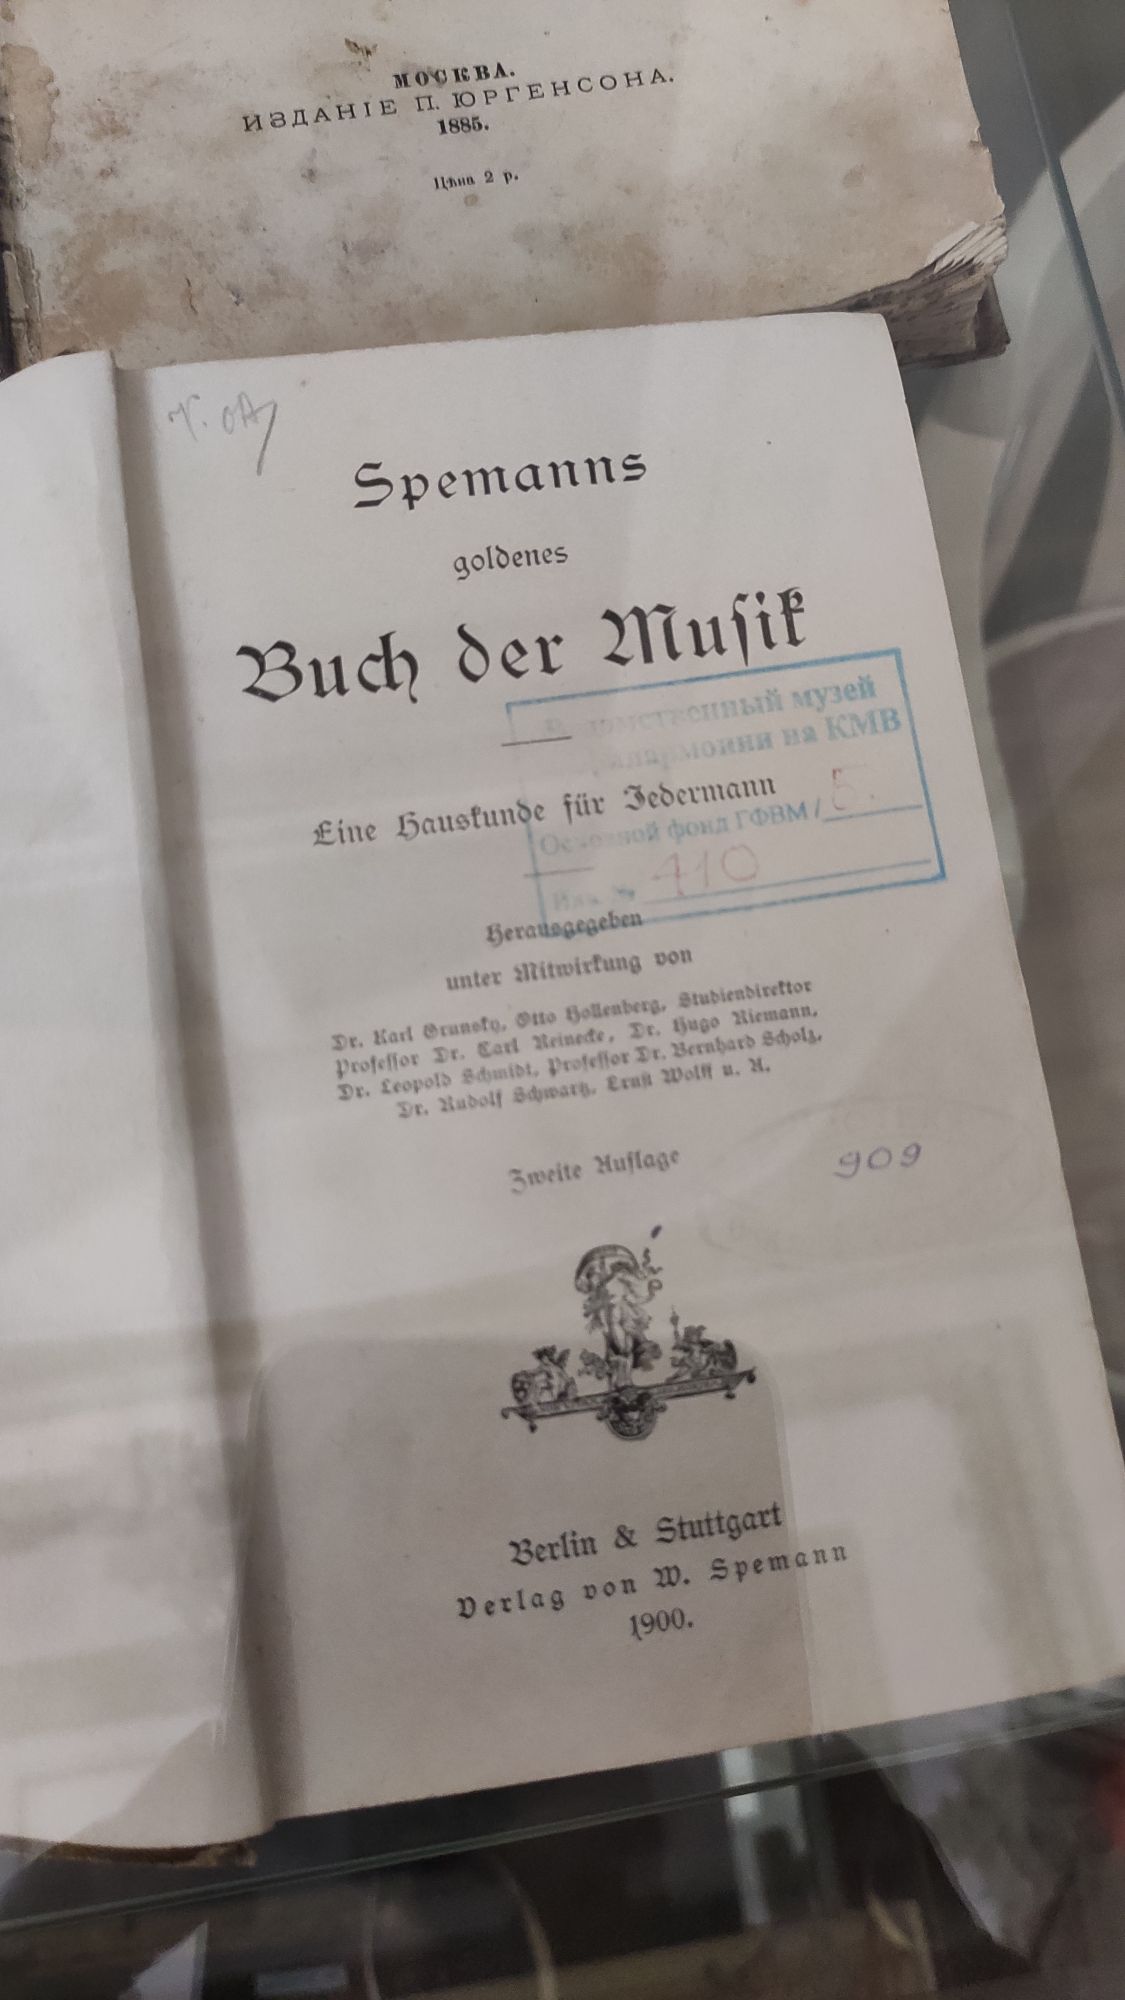 МОСКВА.
ИЗДАНІЕ П. ЮРГЕНСОНА.
1885.
Цѣна 2 р.
Spemanns
goldenes
Buch der Muſik
музей
на КМВ
Eine Hauskunde für Jedermann
фонд ГФВМ / 5.
410
Herausgegeben
unter Mitwirkung von
Dr. Karl Grunsky, Otto Hollenberg, Studiendirektor
Profeſſor Dr. Carl Reinecke, Dr. Hugo Riemann,
Dr. Leopold Schmidt, Profeſſor Dr. Bernhard Scholz,
Dr. Rudolf Schwartz, Ernſt Wolff u. A.
Zweite Auflage
909
Berlin & Stuttgart
Verlag von W. Spemann
1900.